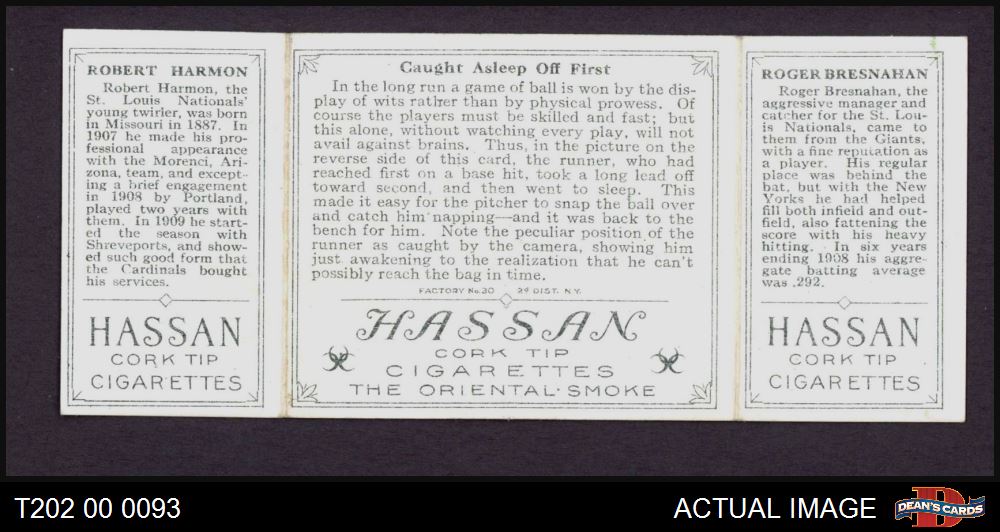 ROBERT HARMON
Robert Harmon, the
St. Louis Nationals'
young twirler, was born
in Missouri in 1887. In
1907 he made his pro-
fessional appearance
with the Morenci, Ari-
zona, team, and except-
ing a brief engagement
in 1908 by Portland,
played two years with
them. In 1909 he start-
ed the season with
Shreveports, and show-
ed such good form that
the Cardinals bought
his services.
HASSAN
CORK TIP
CIGARETTES
Caught Asleep Off First
In the long run a game of ball is won by the dis-
play of wits rather than by physical prowess. Of
course the players must be skilled and fast; but
this alone, without watching every play, will not
avail against brains. Thus, in the picture on the
reverse side of this card, the runner, who had
reached first on a base hit, took a long lead off
toward second, and then went to sleep. This
made it easy for the pitcher to snap the ball over
and catch him napping—and it was back to the
bench for him. Note the peculiar position of the
runner as caught by the camera, showing him
just awakening to the realization that he can't
possibly reach the bag in time.
FACTORY No. 30 2d DIST. N.Y.
HASSAN
CORK TIP
CIGARETTES
THE ORIENTAL·SMOKE
ROGER BRESNAHAN
Roger Bresnahan, the
aggressive manager and
catcher for the St. Lou-
is Nationals, came to
them from the Giants,
with a fine reputation as
a player. His regular
place was behind the
bat, but with the New
Yorks he had helped
fill both infield and out-
field, also fattening the
score with his heavy
hitting. In six years
ending 1908 his aggre-
gate batting average
was .292.
HASSAN
CORK TIP
CIGARETTES
T202 00 0093
ACTUAL IMAGE
D
DEAN'S CARDS